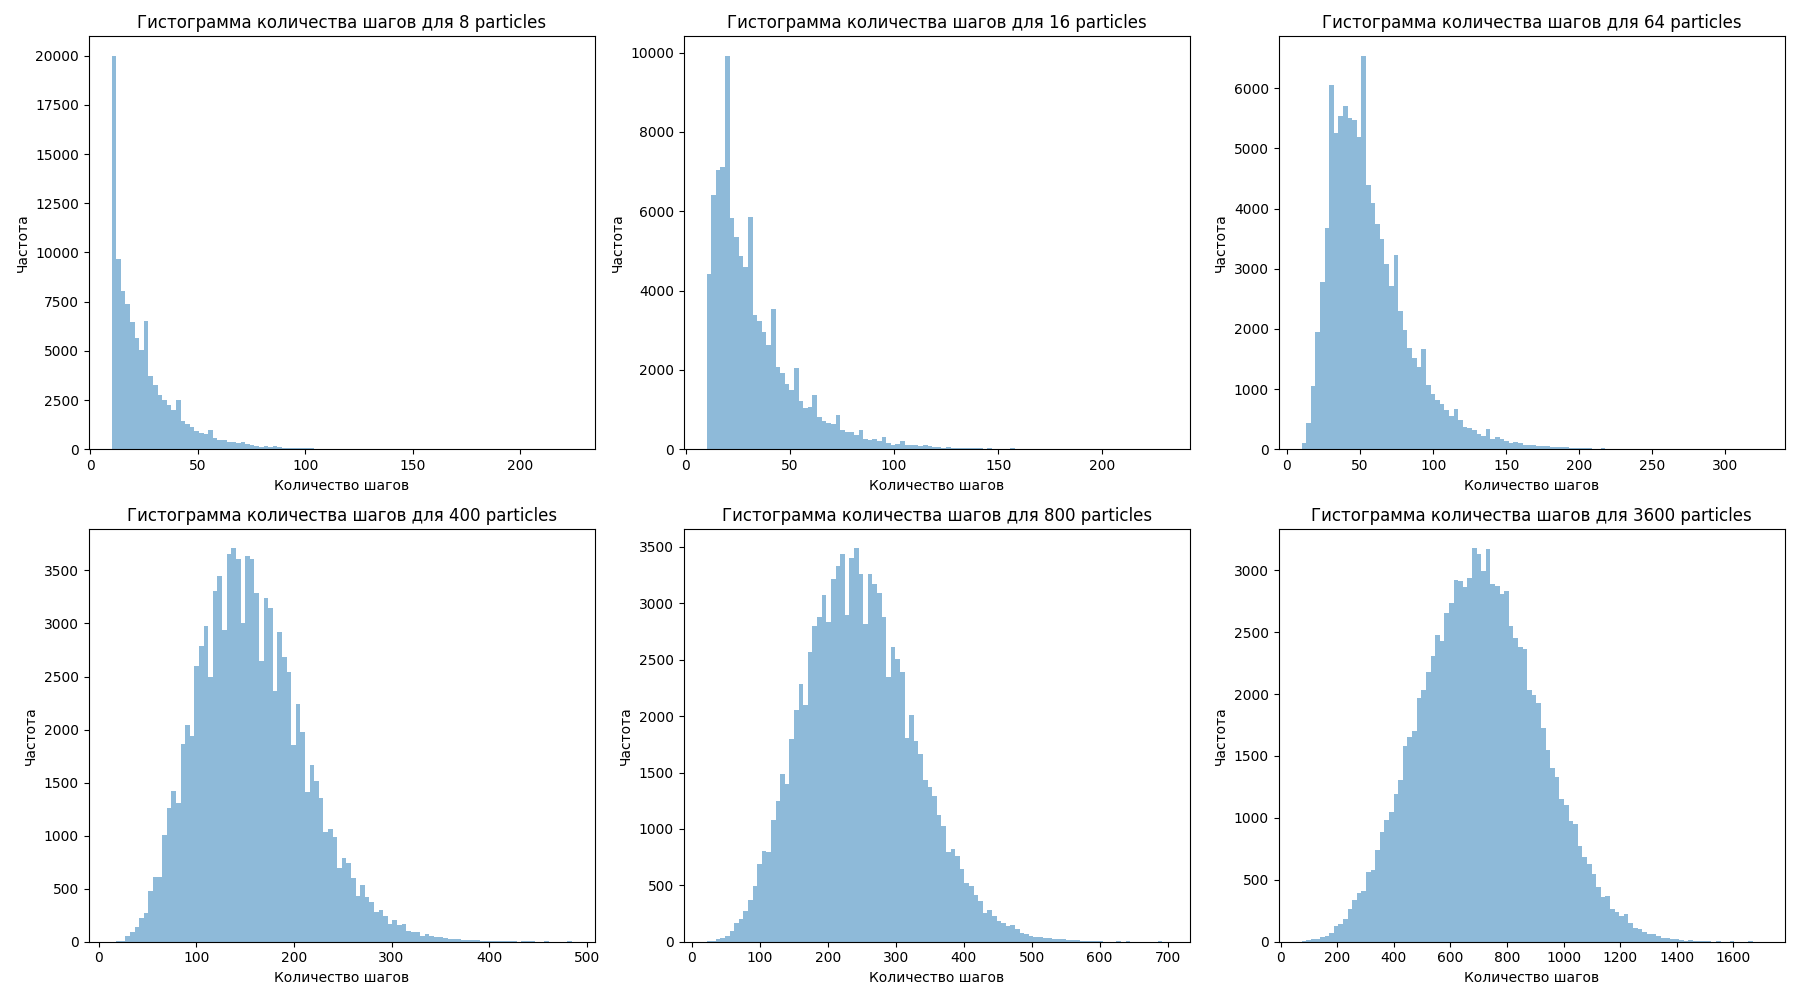 Гистограмма количества шагов для 8 particles
Частота
20000
17500
15000
12500
10000
7500
5000
2500
0
0 50 100 150 200
Количество шагов
Гистограмма количества шагов для 16 particles
Частота
10000
8000
6000
4000
2000
0
0 50 100 150 200
Количество шагов
Гистограмма количества шагов для 64 particles
Частота
6000
5000
4000
3000
2000
1000
0
0 50 100 150 200 250 300
Количество шагов
Гистограмма количества шагов для 400 particles
Частота
3500
3000
2500
2000
1500
1000
500
0
0 100 200 300 400 500
Количество шагов
Гистограмма количества шагов для 800 particles
Частота
3500
3000
2500
2000
1500
1000
500
0
0 100 200 300 400 500 600 700
Количество шагов
Гистограмма количества шагов для 3600 particles
Частота
3000
2500
2000
1500
1000
500
0
0 200 400 600 800 1000 1200 1400 1600
Количество шагов